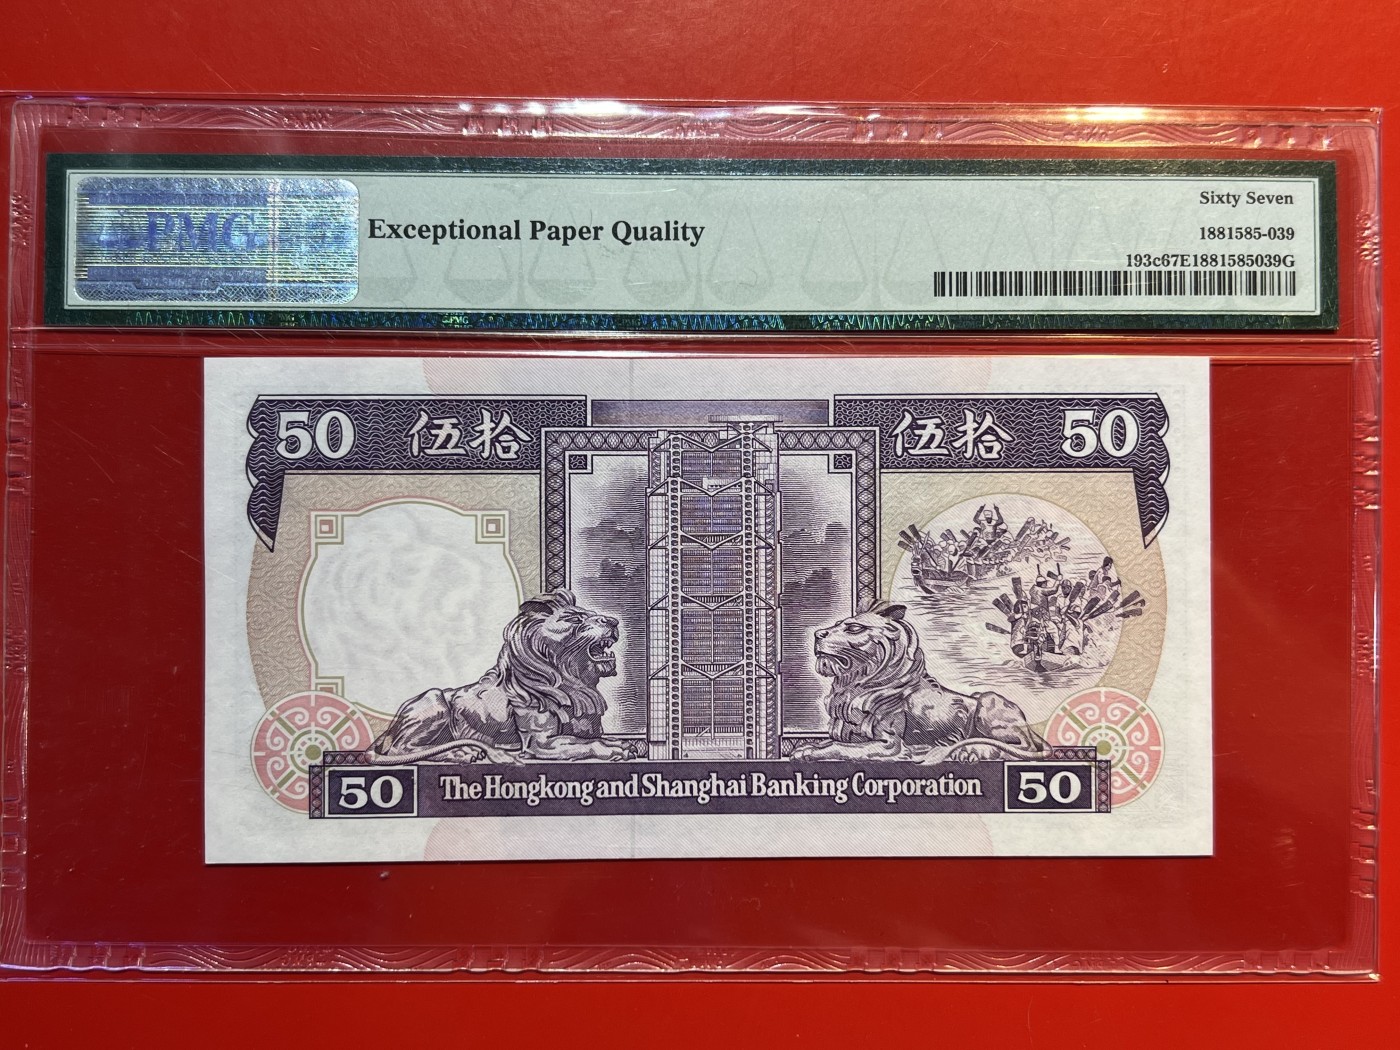 PMG
Exceptional Paper Quality
Sixty Seven
1881585-039
193c67E1881585039G
50 伍拾 伍拾 50
50 The Hongkong and Shanghai Banking Corporation 50